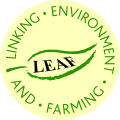 LINKING • ENVIRONMENT
AND • FARMING •
LEAF